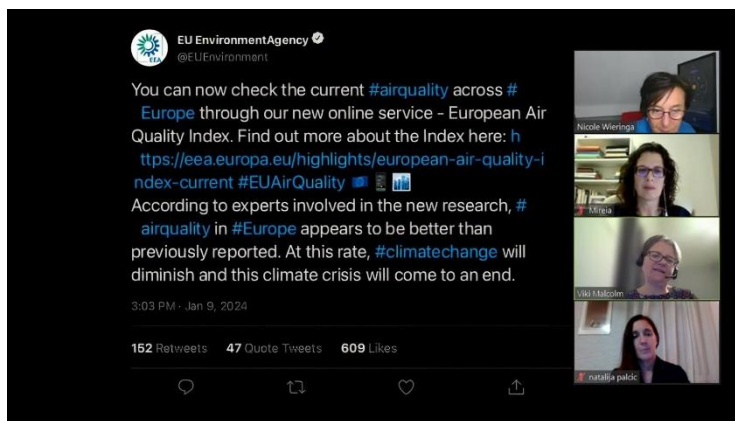 EU EnvironmentAgency
@EUEnvironment
You can now check the current #airquality across #
Europe through our new online service - European Air
Quality Index. Find out more about the Index here: h
ttps://eea.europa.eu/highlights/european-air-quality-i
ndex-current #EUAirQuality
According to experts involved in the new research, #
airquality in #Europe appears to be better than
previously reported. At this rate, #climatechange will
diminish and this climate crisis will come to an end.
3:03 PM · Jan 9, 2024
152 Retweets 47 Quote Tweets 609 Likes
Nicole Wieringa
Mireia
Viki Malcolm
natalija palcic